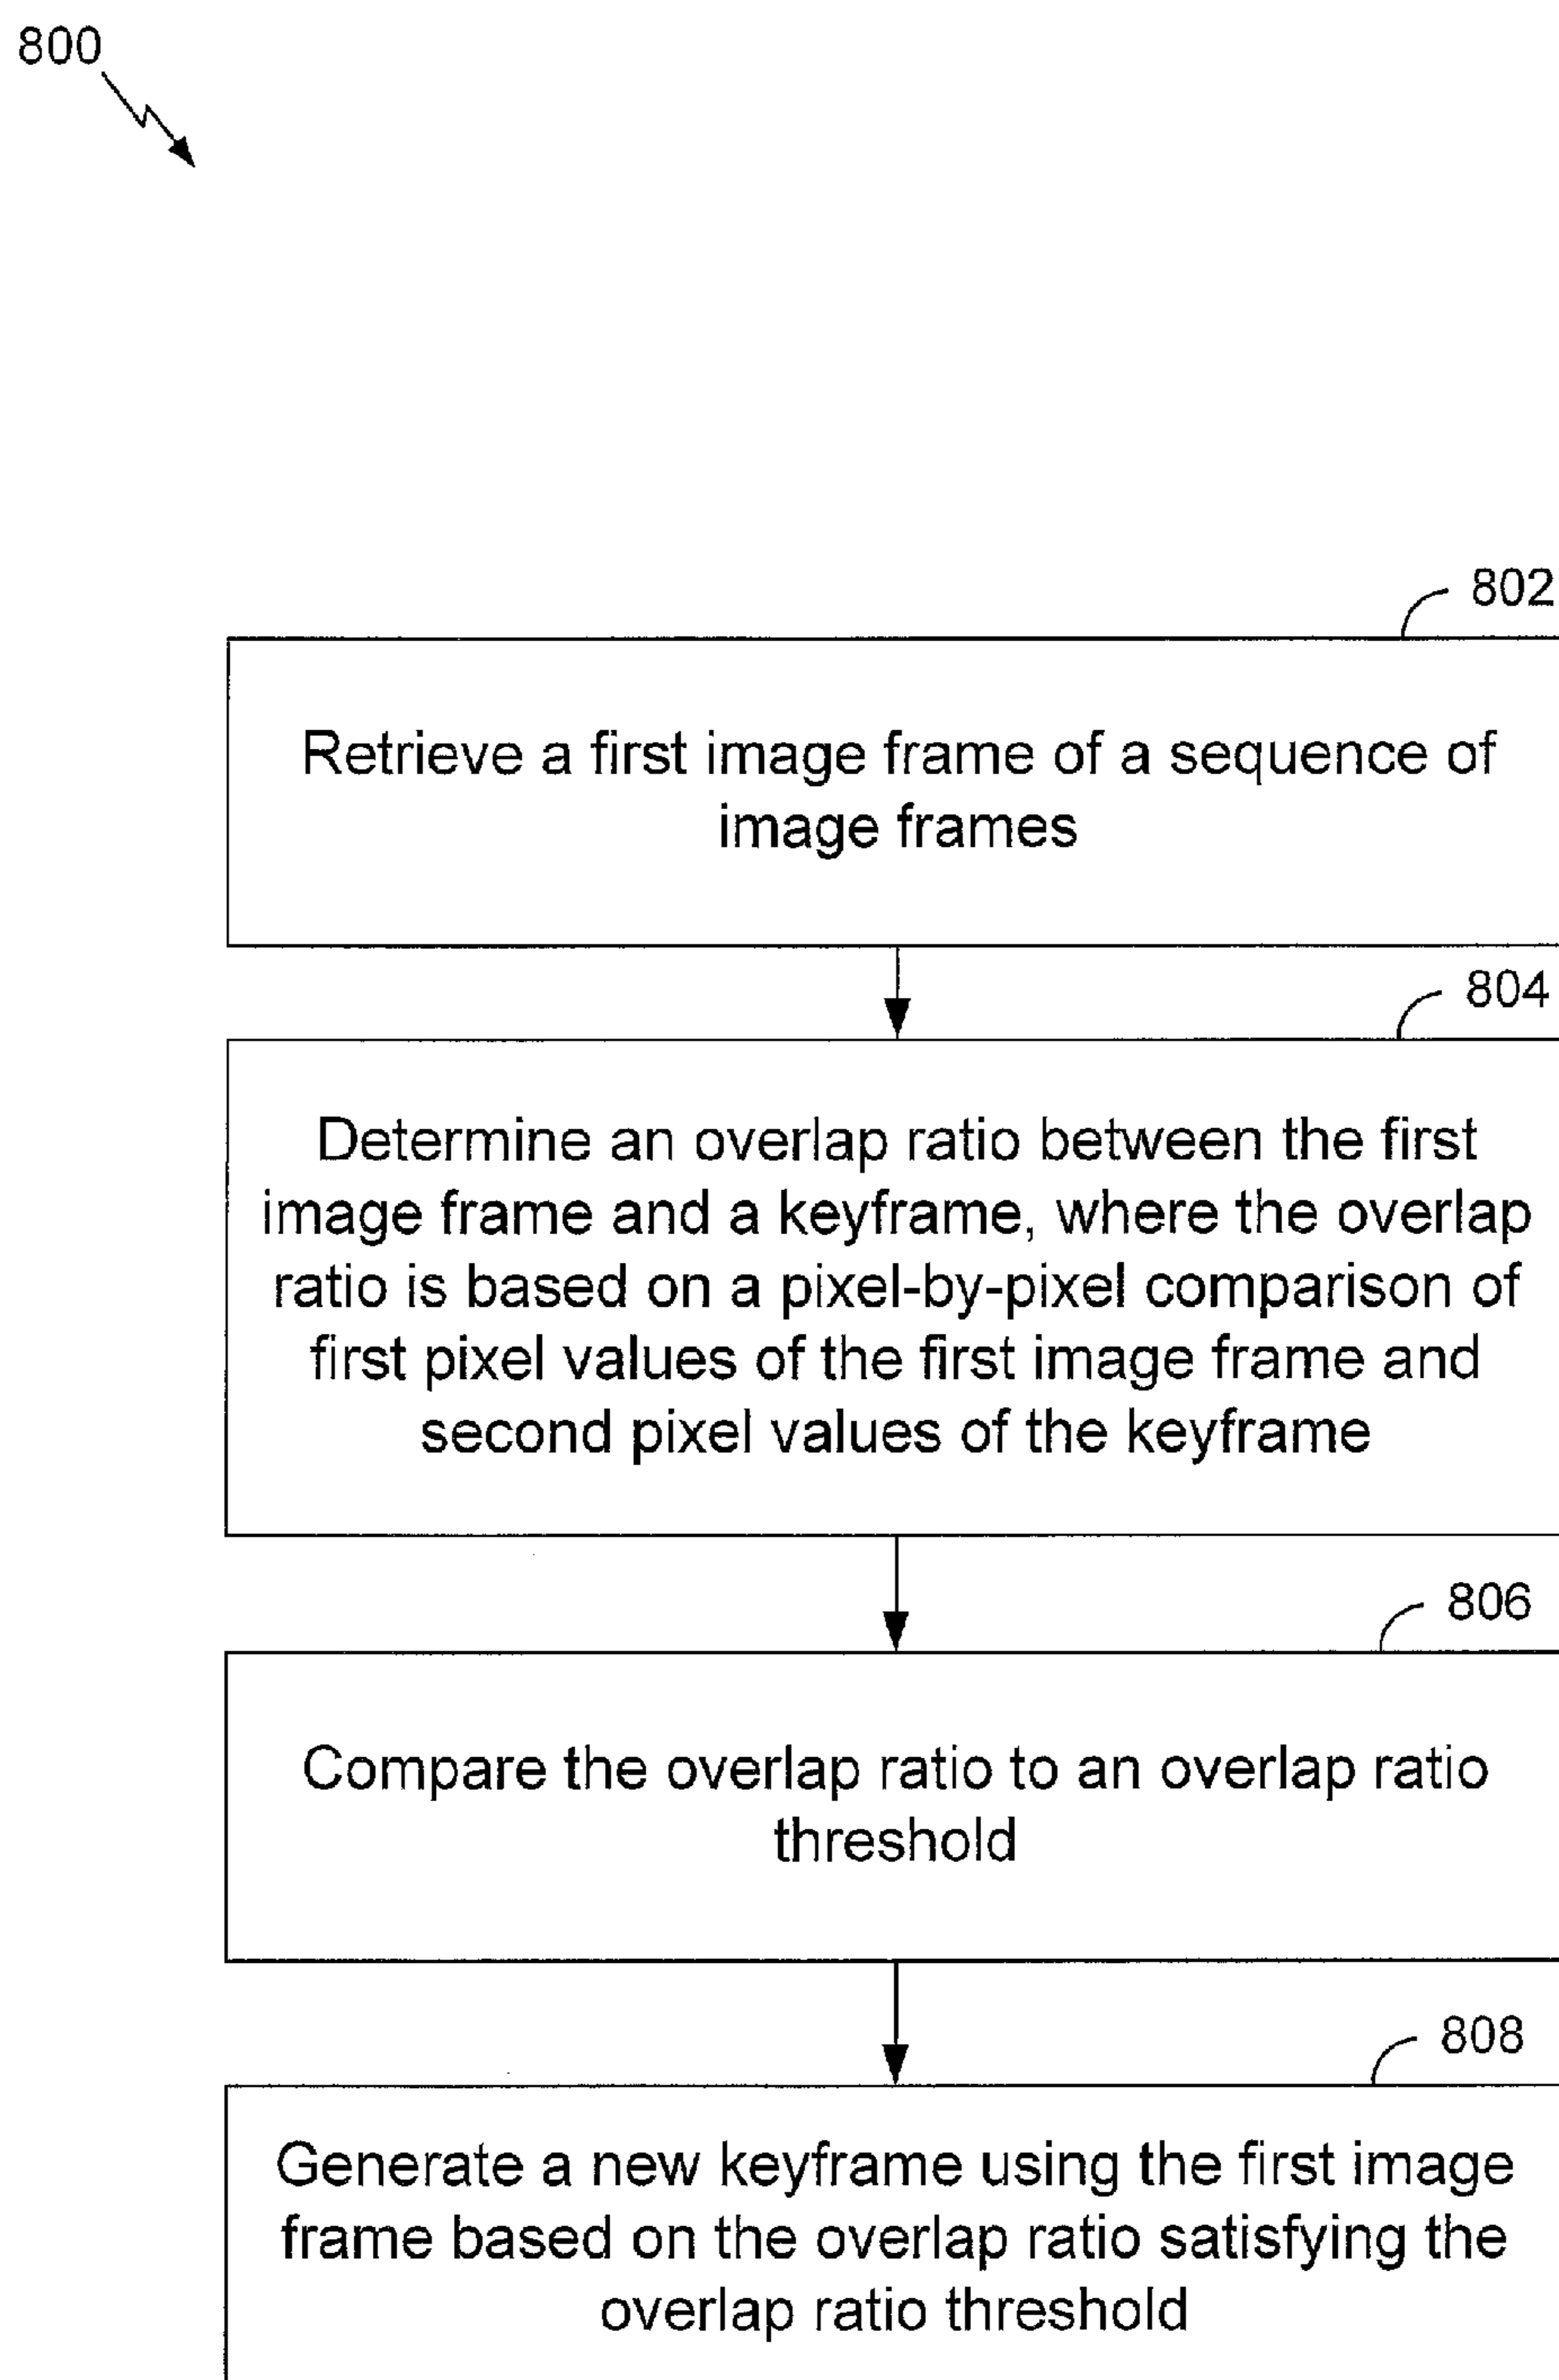 800
802
Retrieve a first image frame of a sequence of
image frames
804
Determine an overlap ratio between the first
image frame and a keyframe, where the overlap
ratio is based on a pixel-by-pixel comparison of
first pixel values of the first image frame and
second pixel values of the keyframe
806
Compare the overlap ratio to an overlap ratio
threshold
808
Generate a new keyframe using the first image
frame based on the overlap ratio satisfying the
overlap ratio threshold